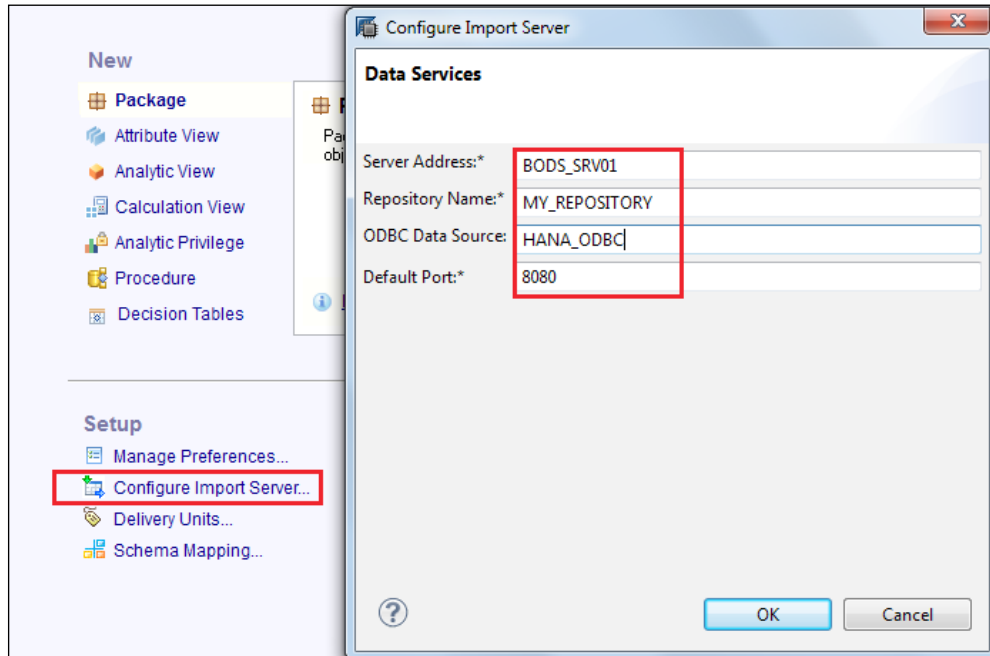 New
Package
Attribute View
Analytic View
Calculation View
Analytic Privilege
Procedure
Decision Tables
Setup
Manage Preferences...
Configure Import Server...
Delivery Units...
Schema Mapping...
Configure Import Server
Data Services
Server Address:* BODS_SRV01
Repository Name:* MY_REPOSITORY
ODBC Data Source: HANA_ODBC
Default Port:* 8080
OK Cancel